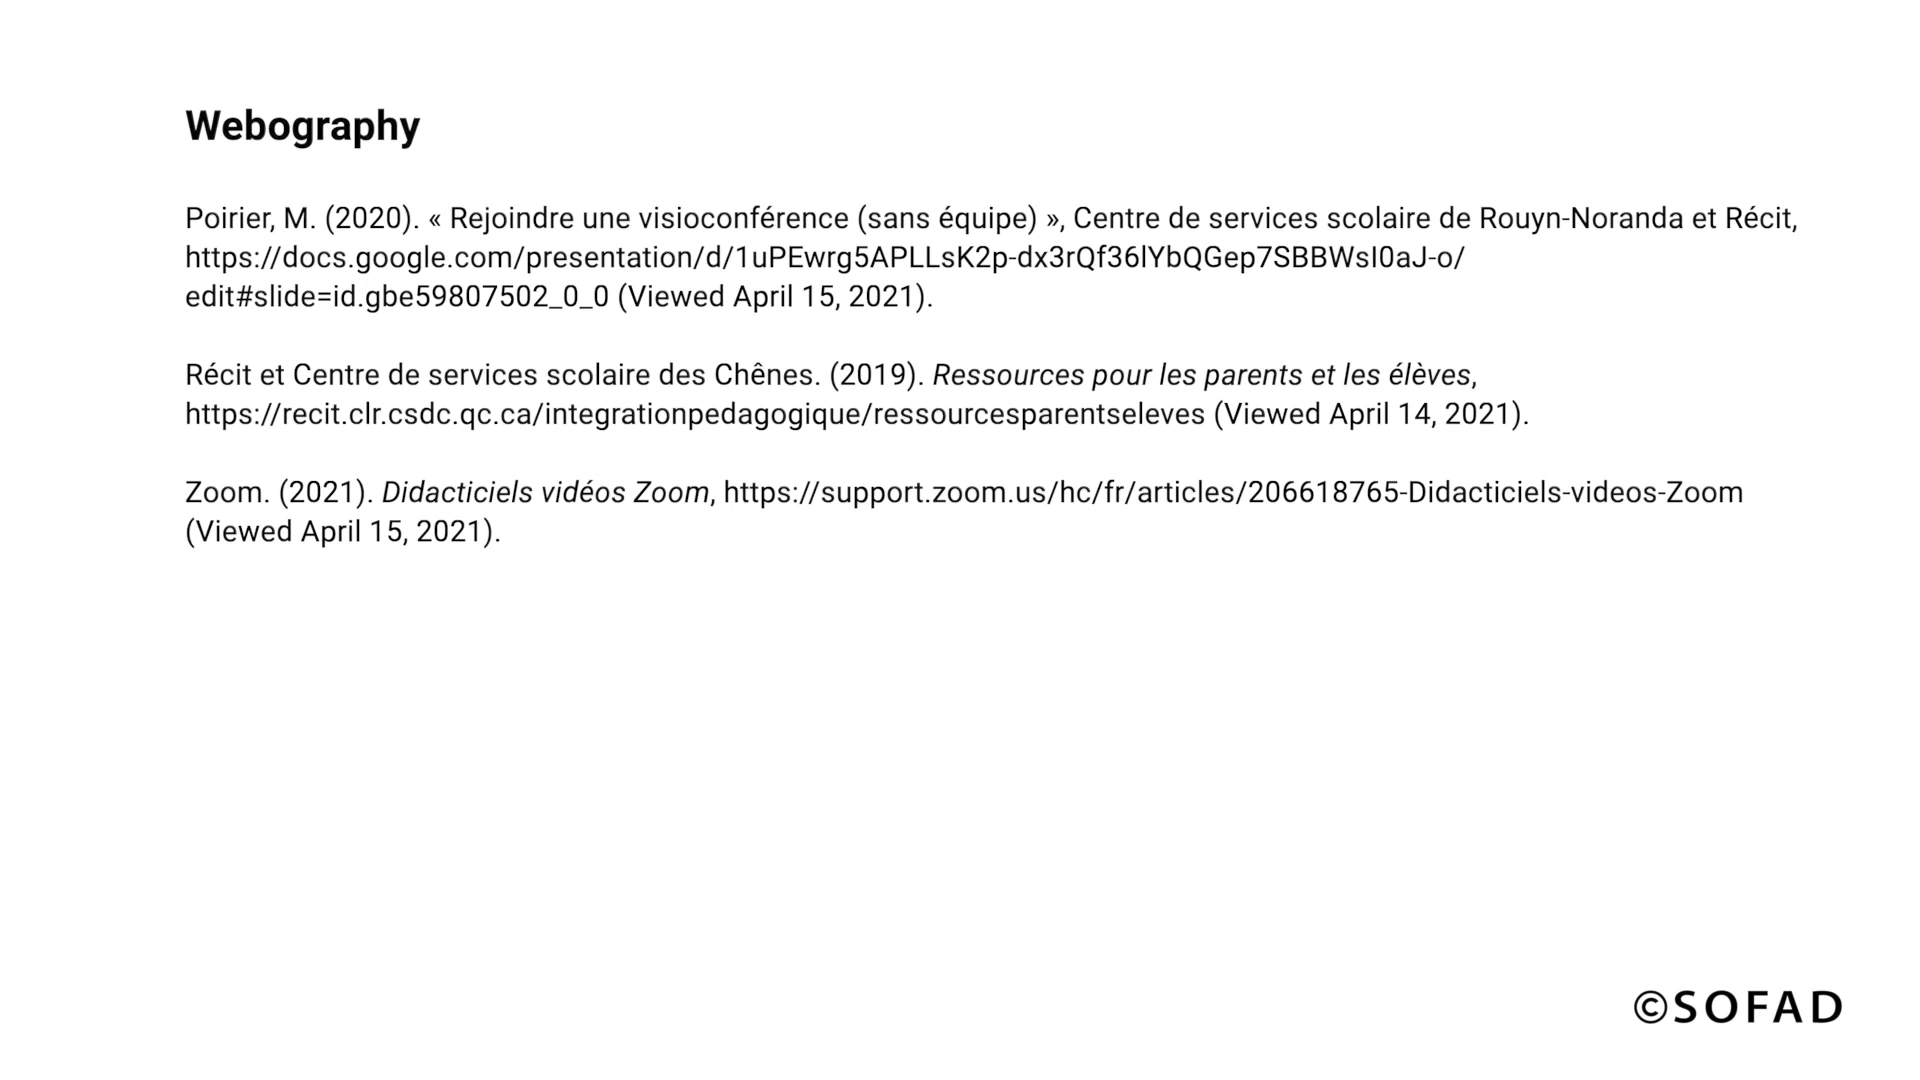 Webography
Poirier, M. (2020). « Rejoindre une visioconférence (sans équipe) », Centre de services scolaire de Rouyn-Noranda et Récit,
https://docs.google.com/presentation/d/1uPEwrg5APLLsK2p-dx3rQf36lYbQGep7SBBWsI0aJ-o/
edit#slide=id.gbe59807502_0_0 (Viewed April 15, 2021).
Récit et Centre de services scolaire des Chênes. (2019). Ressources pour les parents et les élèves,
https://recit.clr.csdc.qc.ca/integrationpedagogique/ressourcesparentseleves (Viewed April 14, 2021).
Zoom. (2021). Didacticiels vidéos Zoom, https://support.zoom.us/hc/fr/articles/206618765-Didacticiels-videos-Zoom
(Viewed April 15, 2021).
©SOFAD